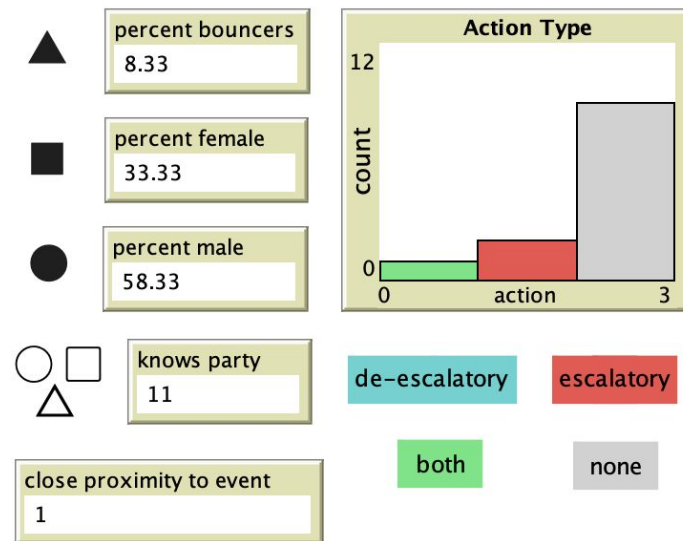 percent bouncers
8.33
percent female
33.33
percent male
58.33
knows party
11
close proximity to event
1
Action Type
12
count
0
0
action
3
de-escalatory
escalatory
both
none